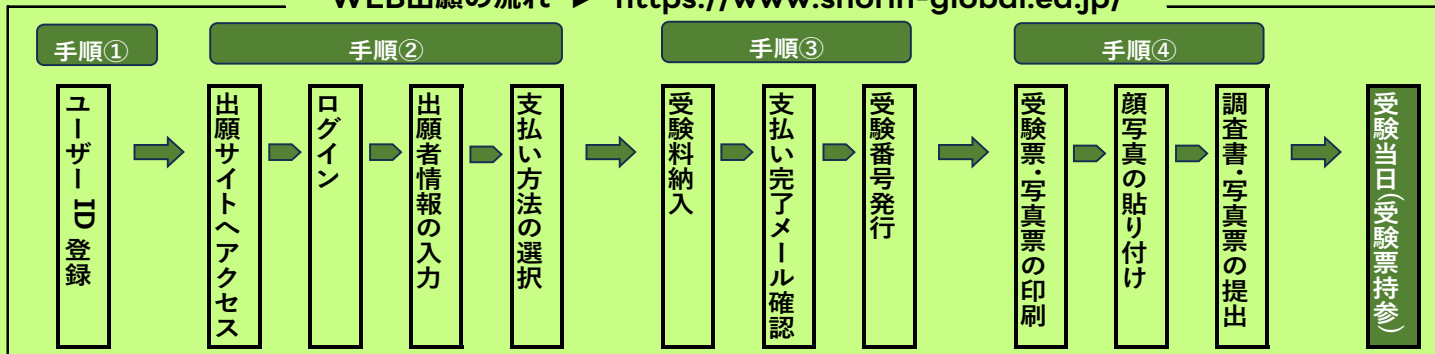 WEB出願の流れ ▶ https://www.shorin-global.ed.jp/
手順①
手順②
手順③
手順④
ユーザーID登録
出願サイトへアクセス
ログイン
出願者情報の入力
支払い方法の選択
受験料納入
支払い完了メール確認
受験番号発行
受験票・写真票の印刷
顔写真の貼り付け
調査書・写真票の提出
受験当日(受験票持参)